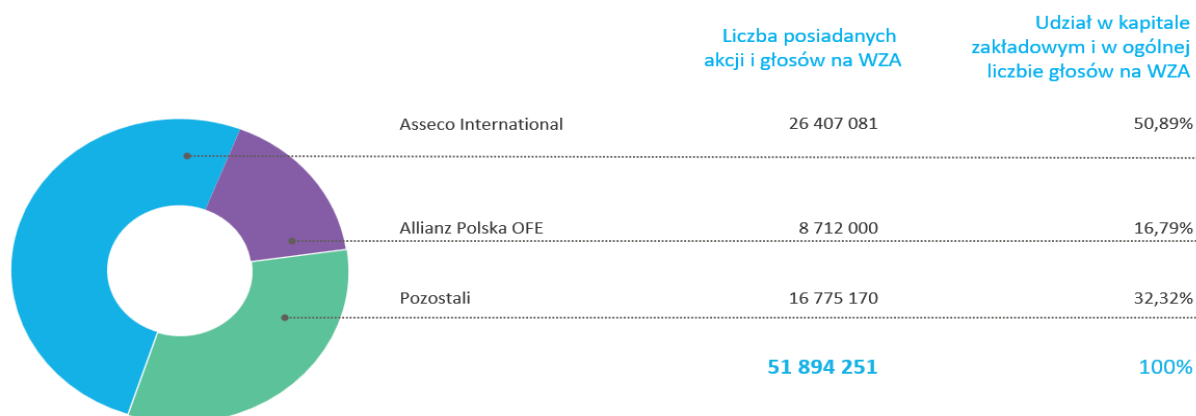 Liczba posiadanych
akcji i głosów na WZA
Udział w kapitale
zakładowym i w ogólnej
liczbie głosów na WZA
Asseco International 26 407 081 50,89%
Allianz Polska OFE 8 712 000 16,79%
Pozostali 16 775 170 32,32%
51 894 251 100%